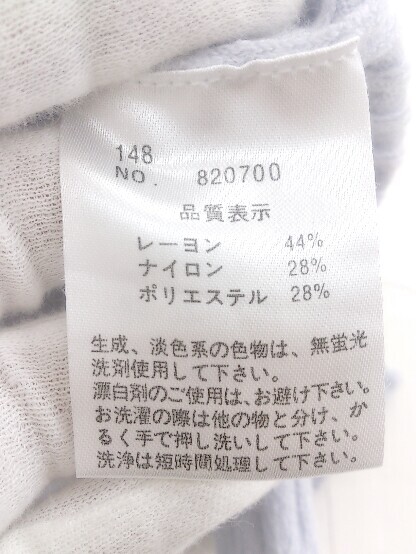 148
NO. 820700
品質表示
レーヨン 44%
ナイロン 28%
ポリエステル 28%
生成、淡色系の色物は、無蛍光
洗剤使用して下さい。
漂白剤のご使用は、お避け下さい。
お洗濯の際は他の物と分け、か
るく手で押し洗いして下さい。
洗浄は短時間処理して下さい。